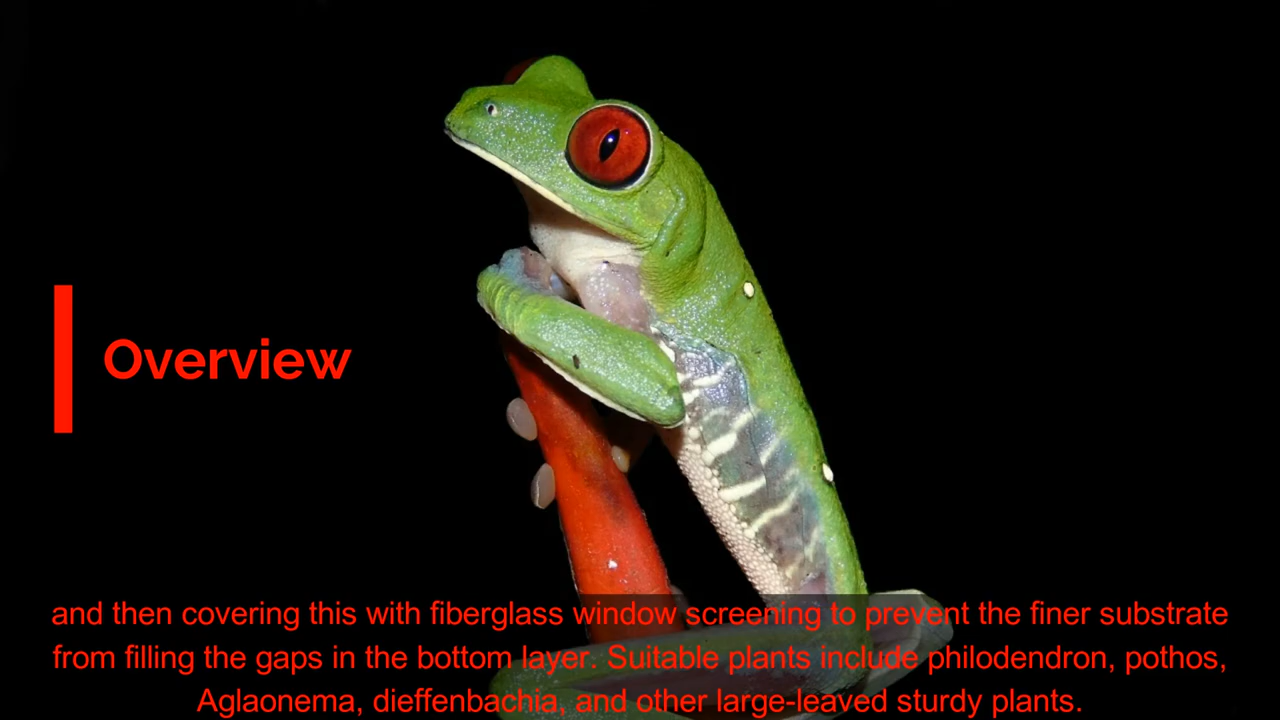 Overview
and then covering this with fiberglass window screening to prevent the finer substrate
from filling the gaps in the bottom layer. Suitable plants include philodendron, pothos,
Aglaonema, dieffenbachia, and other large-leaved sturdy plants.